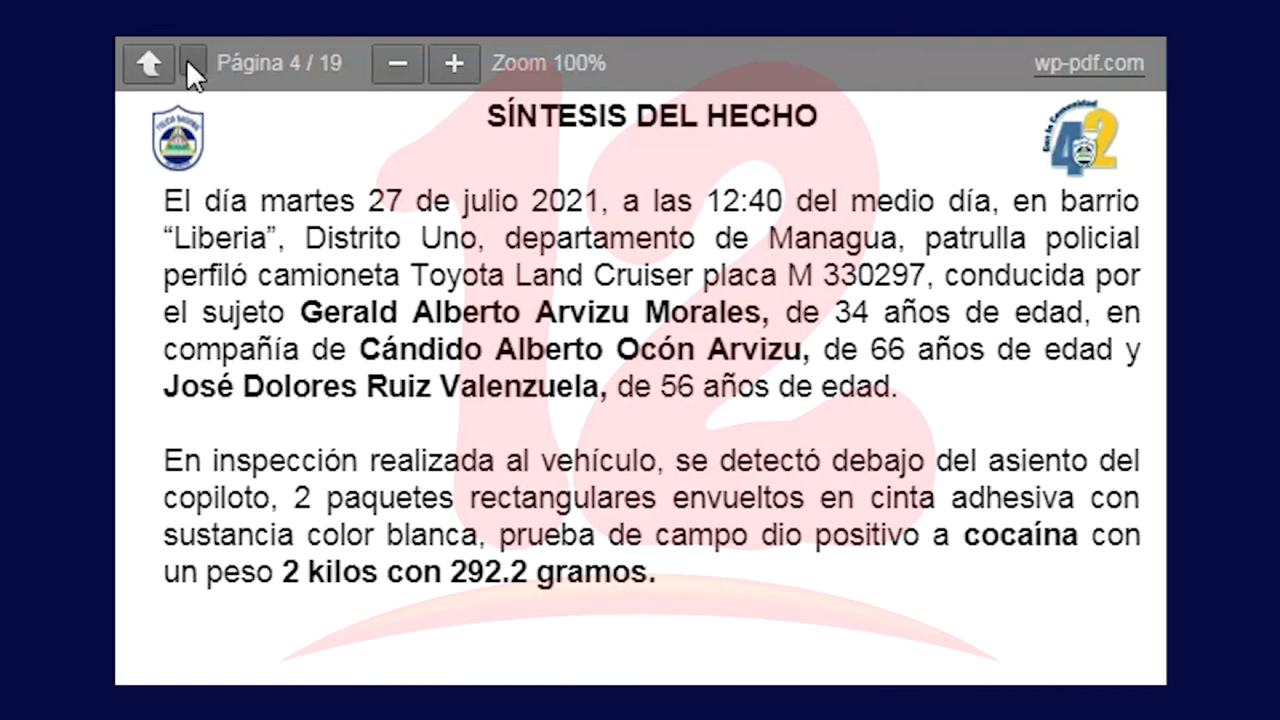 Página 4 / 19
Zoom 100%
wp-pdf.com
SÍNTESIS DEL HECHO
El día martes 27 de julio 2021, a las 12:40 del medio día, en barrio
“Liberia”, Distrito Uno, departamento de Managua, patrulla policial
perfiló camioneta Toyota Land Cruiser placa M 330297, conducida por
el sujeto Gerald Alberto Arvizu Morales, de 34 años de edad, en
compañía de Cándido Alberto Ocón Arvizu, de 66 años de edad y
José Dolores Ruiz Valenzuela, de 56 años de edad.
En inspección realizada al vehículo, se detectó debajo del asiento del
copiloto, 2 paquetes rectangulares envueltos en cinta adhesiva con
sustancia color blanca, prueba de campo dio positivo a cocaína con
un peso 2 kilos con 292.2 gramos.
12
42